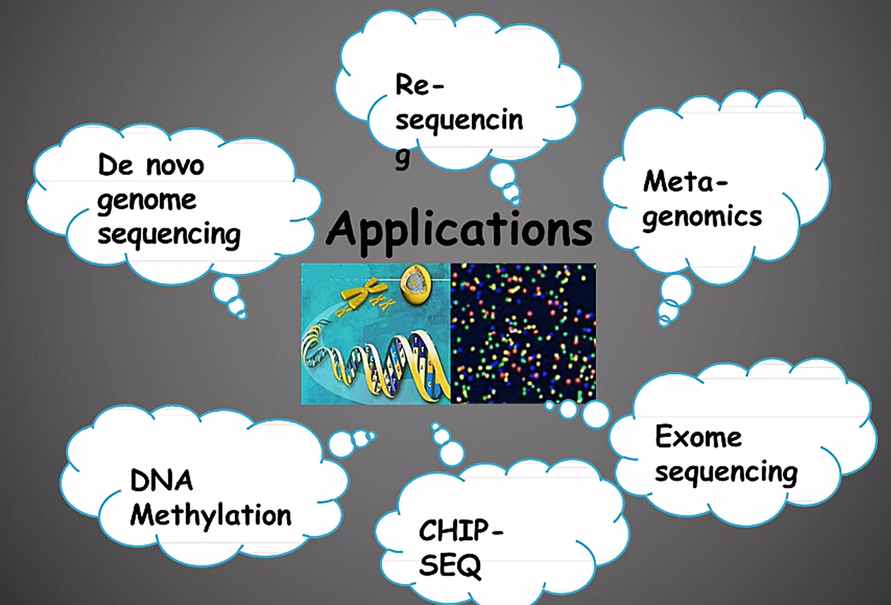 Re-
sequencin
g
De novo
genome
sequencing
Meta-
genomics
Applications
Exome
sequencing
DNA
Methylation
CHIP-
SEQ